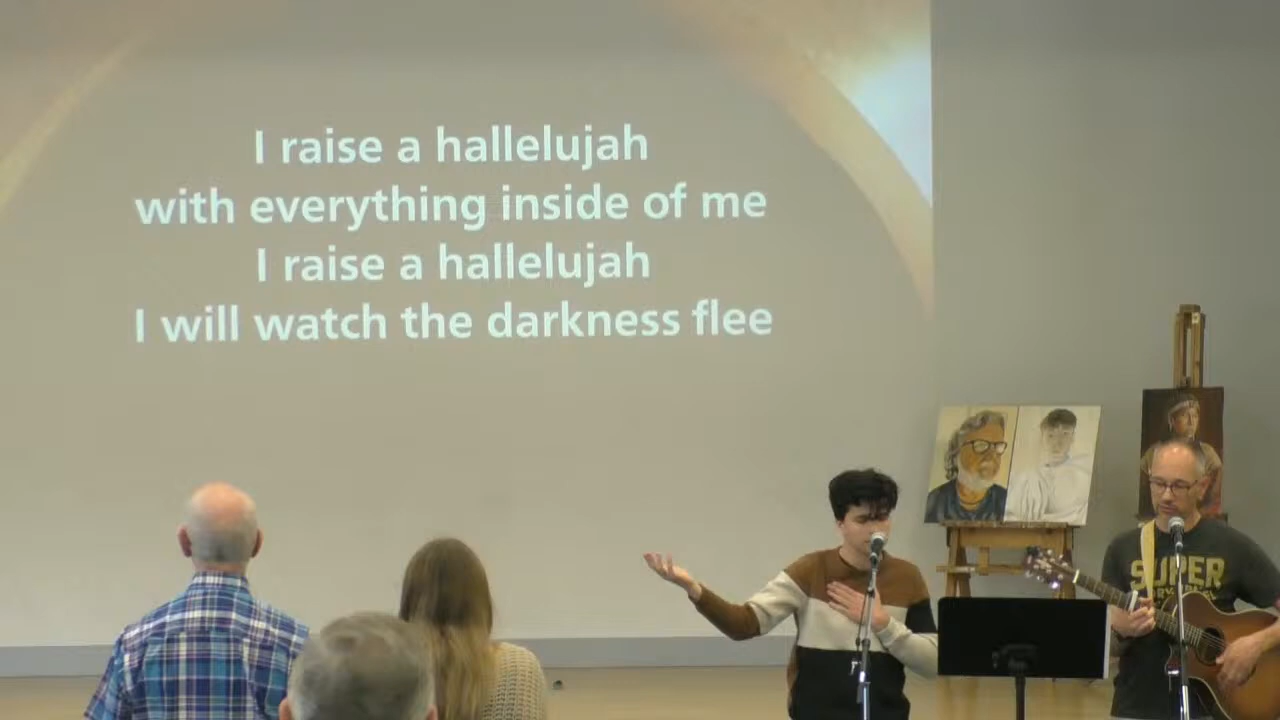 I raise a hallelujah
with everything inside of me
I raise a hallelujah
I will watch the darkness flee
SUPER